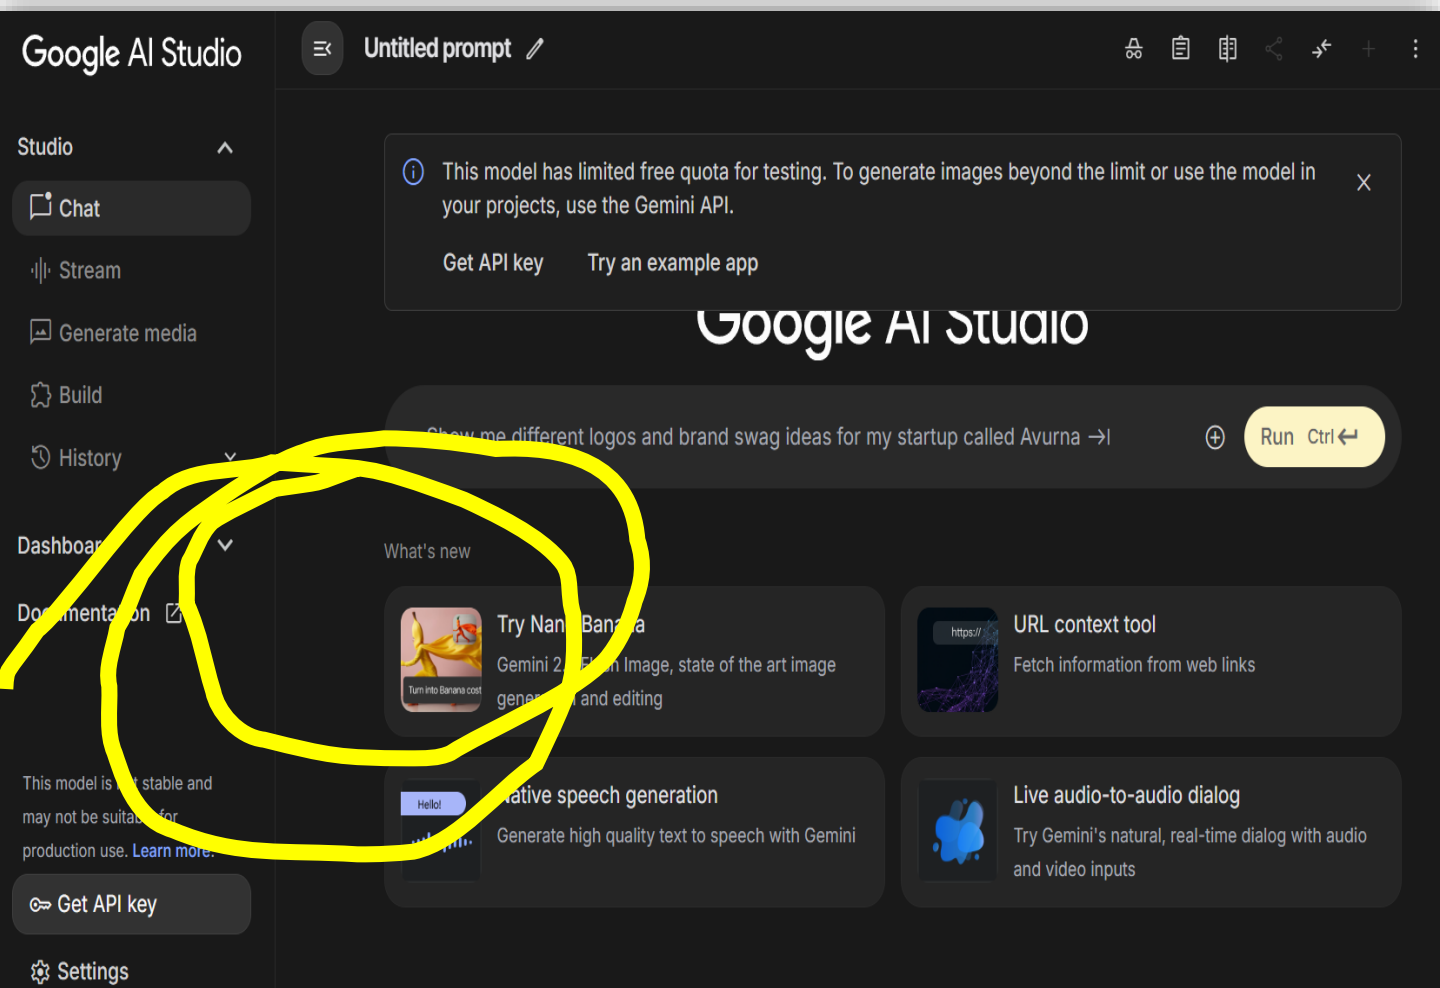 Google AI Studio
Untitled prompt
Studio
Chat
Stream
Generate media
Build
History
Documentation
This model is stable and
may not be for
production use. Learn more.
Get API key
Settings
This model has limited free quota for testing. To generate images beyond the limit or use the model in
your projects, use the Gemini API.
Get API key Try an example app
Google AI Studio
Show me different logos and brand swag ideas for my startup called Avurna
Run Ctrl
What's new
Turn into Banana cost
Try Banana
Gemini Image, state of the art image
and editing
https://
URL context tool
Fetch information from web links
Hello!
Native speech generation
Generate high quality text to speech with Gemini
Live audio-to-audio dialog
Try Gemini's natural, real-time dialog with audio
and video inputs